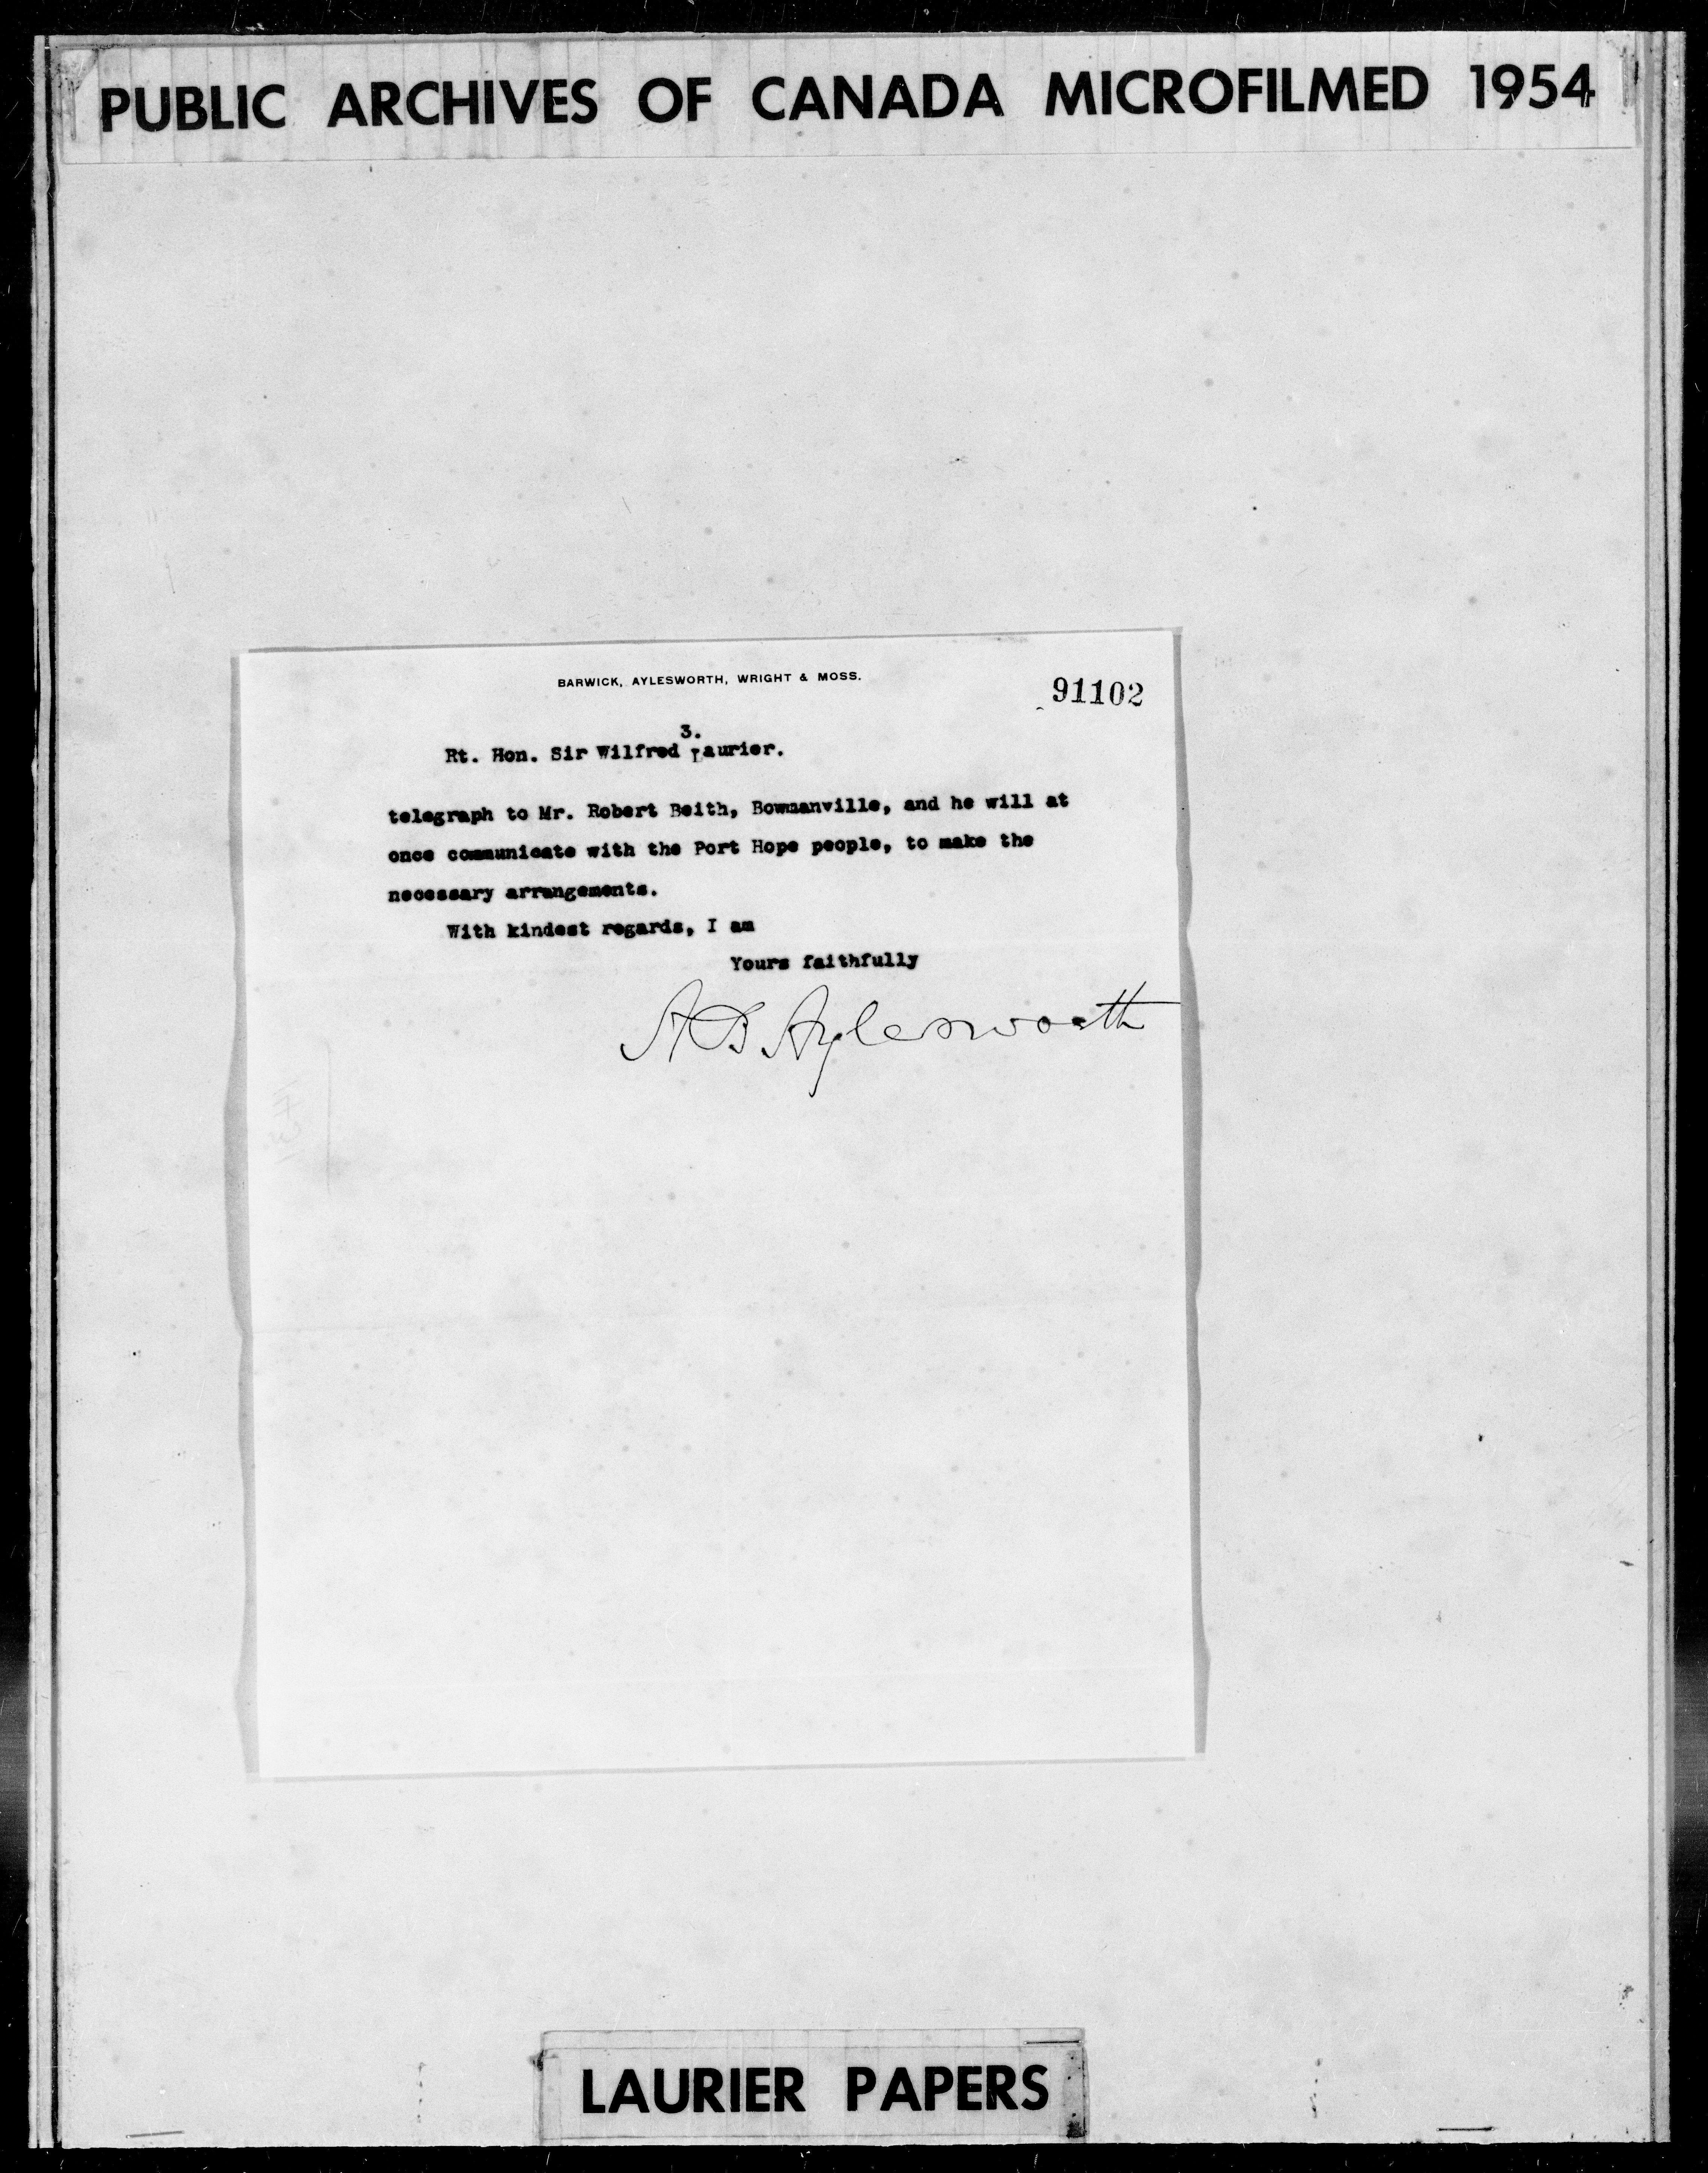 PUBLIC ARCHIVES OF CANADA MICROFILMED 1954
BARWICK, AYLESWORTH, WRIGHT & MOSS.
91102
3.
Rt. Hon. Sir Wilfred Laurier.
telegraph to Mr. Robert Beith, Bowmanville, and he will at
once communicate with the Port Hope people, to make the
necessary arrangements.
With kindest regards, I am
Yours faithfully
A B Aylesworth
LAURIER PAPERS